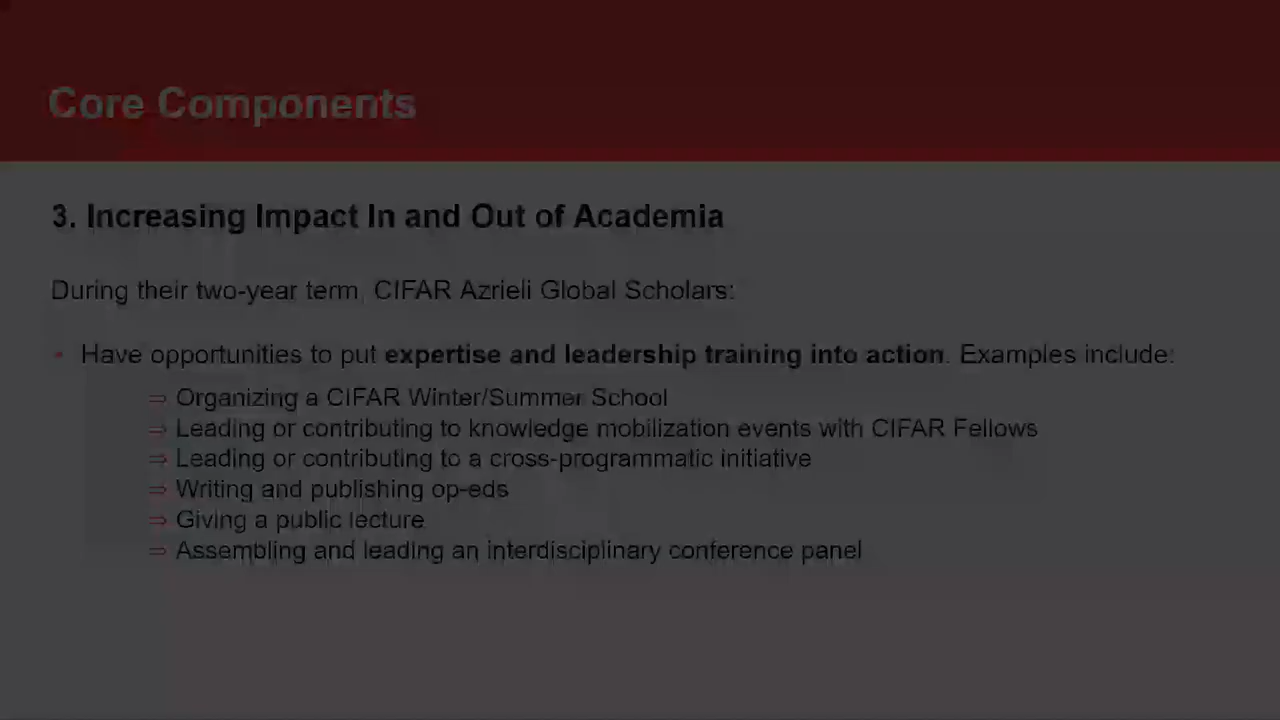 Core Components
3. Increasing Impact In and Out of Academia
During their two-year term, CIFAR Azrieli Global Scholars:
• Have opportunities to put expertise and leadership training into action. Examples include:
⇒ Organizing a CIFAR Winter/Summer School
⇒ Leading or contributing to knowledge mobilization events with CIFAR Fellows
⇒ Leading or contributing to a cross-programmatic initiative
⇒ Writing and publishing op-eds
⇒ Giving a public lecture
⇒ Assembling and leading an interdisciplinary conference panel